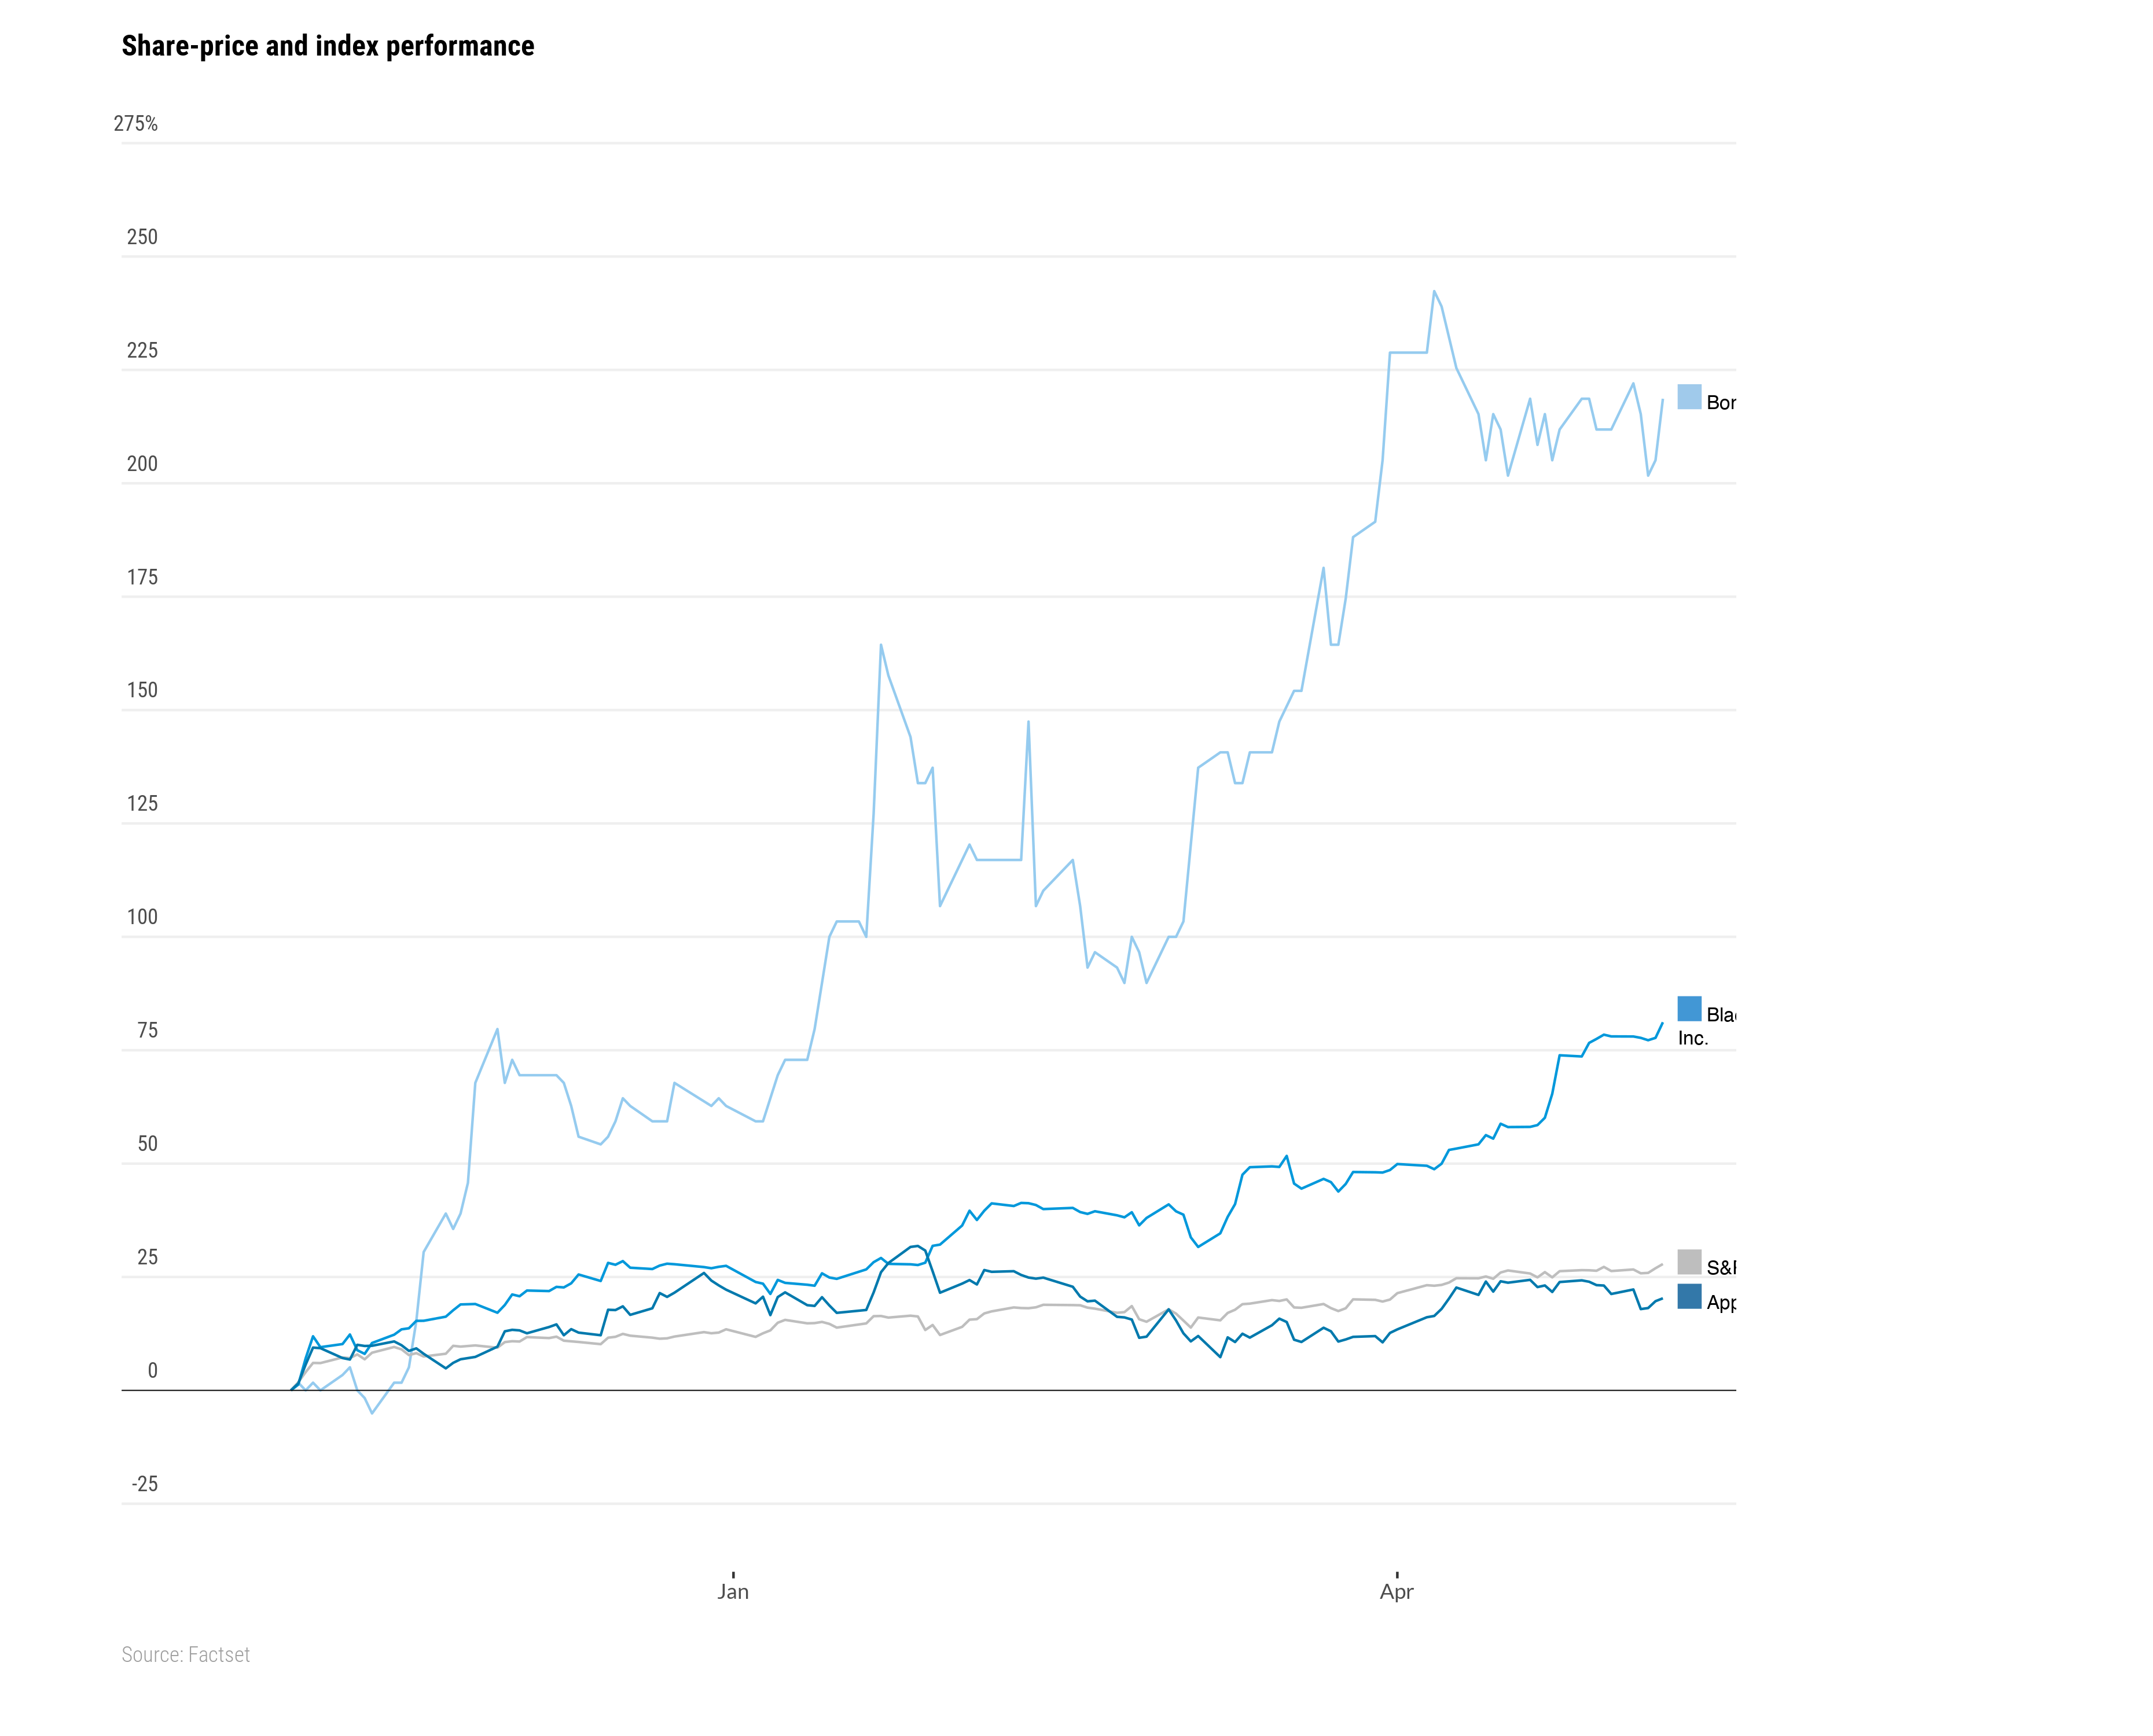 Share-price and index performance
275%
250
225
200
175
150
125
100
75
50
25
0
-25
Bor
Bla
Inc.
S&P
App
Jan
Apr
Source: Factset